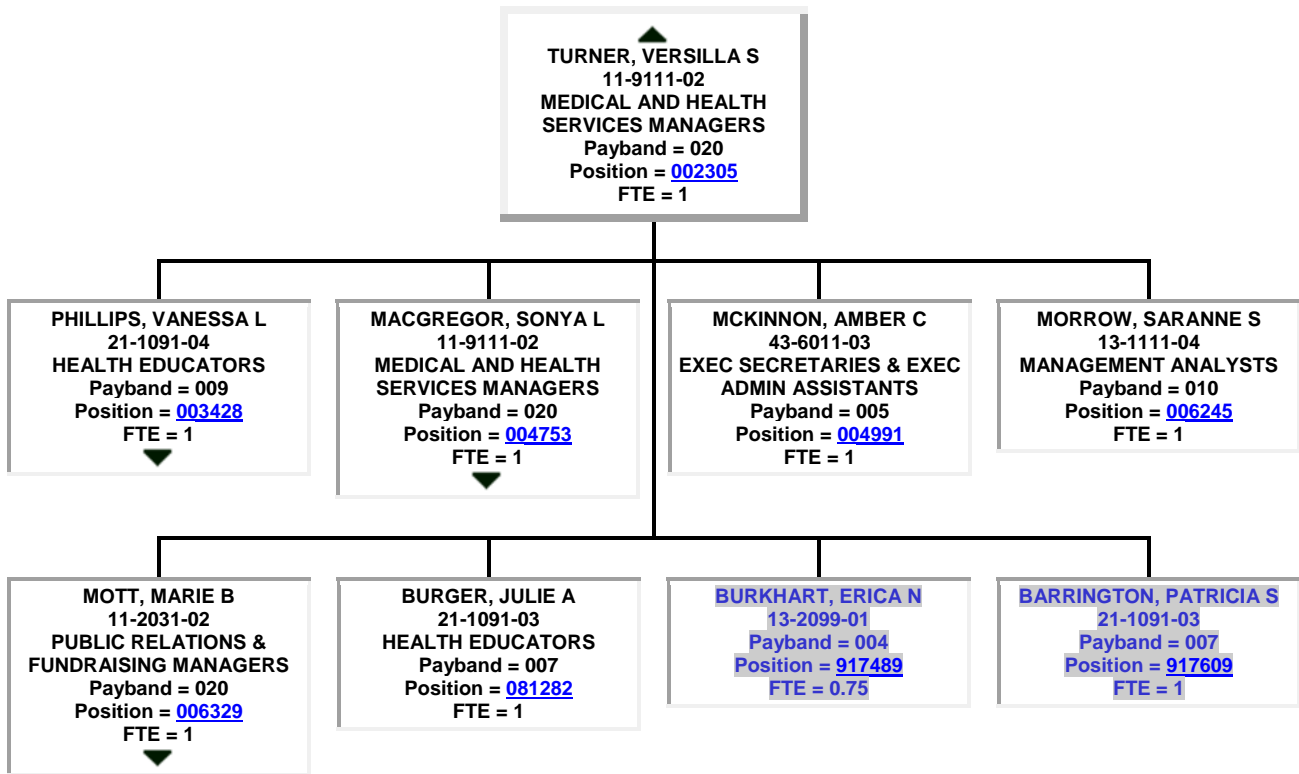 TURNER, VERSILLA S
11-9111-02
MEDICAL AND HEALTH
SERVICES MANAGERS
Payband = 020
Position = 002305
FTE = 1
PHILLIPS, VANESSA L
21-1091-04
HEALTH EDUCATORS
Payband = 009
Position = 003428
FTE = 1
MACGREGOR, SONYA L
11-9111-02
MEDICAL AND HEALTH
SERVICES MANAGERS
Payband = 020
Position = 004753
FTE = 1
MCKINNON, AMBER C
43-6011-03
EXEC SECRETARIES & EXEC
ADMIN ASSISTANTS
Payband = 005
Position = 004991
FTE = 1
MORROW, SARANNE S
13-1111-04
MANAGEMENT ANALYSTS
Payband = 010
Position = 006245
FTE = 1
MOTT, MARIE B
11-2031-02
PUBLIC RELATIONS &
FUNDRAISING MANAGERS
Payband = 020
Position = 006329
FTE = 1
BURGER, JULIE A
21-1091-03
HEALTH EDUCATORS
Payband = 007
Position = 081282
FTE = 1
BURKHART, ERICA N
13-2099-01
Payband = 004
Position = 917489
FTE = 0.75
BARRINGTON, PATRICIA S
21-1091-03
Payband = 007
Position = 917609
FTE = 1